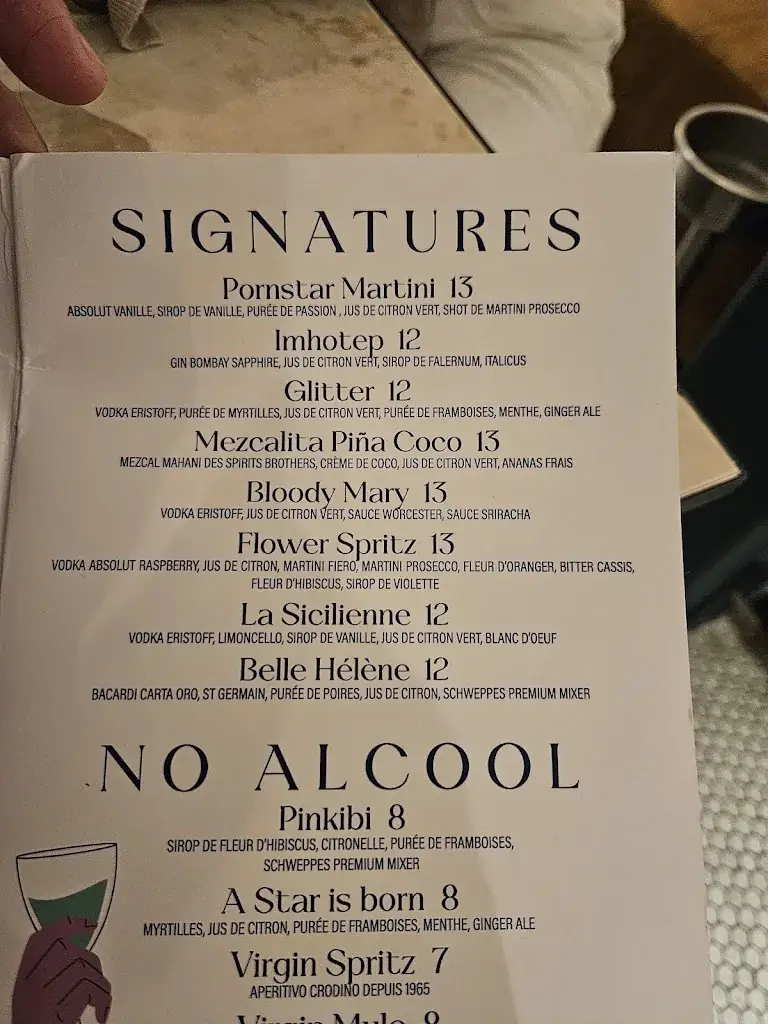 SIGNATURES
Pornstar Martini 13
ABSOLUT VANILLE, SIROP DE VANILLE, PURÉE DE PASSION , JUS DE CITRON VERT, SHOT DE MARTINI PROSECCO
Imhotep 12
GIN BOMBAY SAPPHIRE, JUS DE CITRON VERT, SIROP DE FALERNUM, ITALICUS
Glitter 12
VODKA ERISTOFF, PURÉE DE MYRTILLES, JUS DE CITRON VERT, PURÉE DE FRAMBOISES, MENTHE, GINGER ALE
Mezcalita Piña Coco 13
MEZCAL MAHANI DES SPIRITS BROTHERS, CRÈME DE COCO, JUS DE CITRON VERT, ANANAS FRAIS
Bloody Mary 13
VODKA ERISTOFF, JUS DE CITRON VERT, SAUCE WORCESTER, SAUCE SRIRACHA
Flower Spritz 13
VODKA ABSOLUT RASPBERRY, JUS DE CITRON, MARTINI FIERO, MARTINI PROSECCO, FLEUR D'ORANGER, BITTER CASSIS,
FLEUR D'HIBISCUS, SIROP DE VIOLETTE
La Sicilienne 12
VODKA ERISTOFF, LIMONCELLO, SIROP DE VANILLE, JUS DE CITRON VERT, BLANC D'OEUF
Belle Hélène 12
BACARDI CARTA ORO, ST GERMAIN, PURÉE DE POIRES, JUS DE CITRON, SCHWEPPES PREMIUM MIXER
NO ALCOOL
Pinkibi 8
SIROP DE FLEUR D'HIBISCUS, CITRONELLE, PURÉE DE FRAMBOISES,
SCHWEPPES PREMIUM MIXER
A Star is born 8
MYRTILLES, JUS DE CITRON, PURÉE DE FRAMBOISES, MENTHE, GINGER ALE
Virgin Spritz 7
APERITIVO CRODINO DEPUIS 1965
Virgin Mule 8